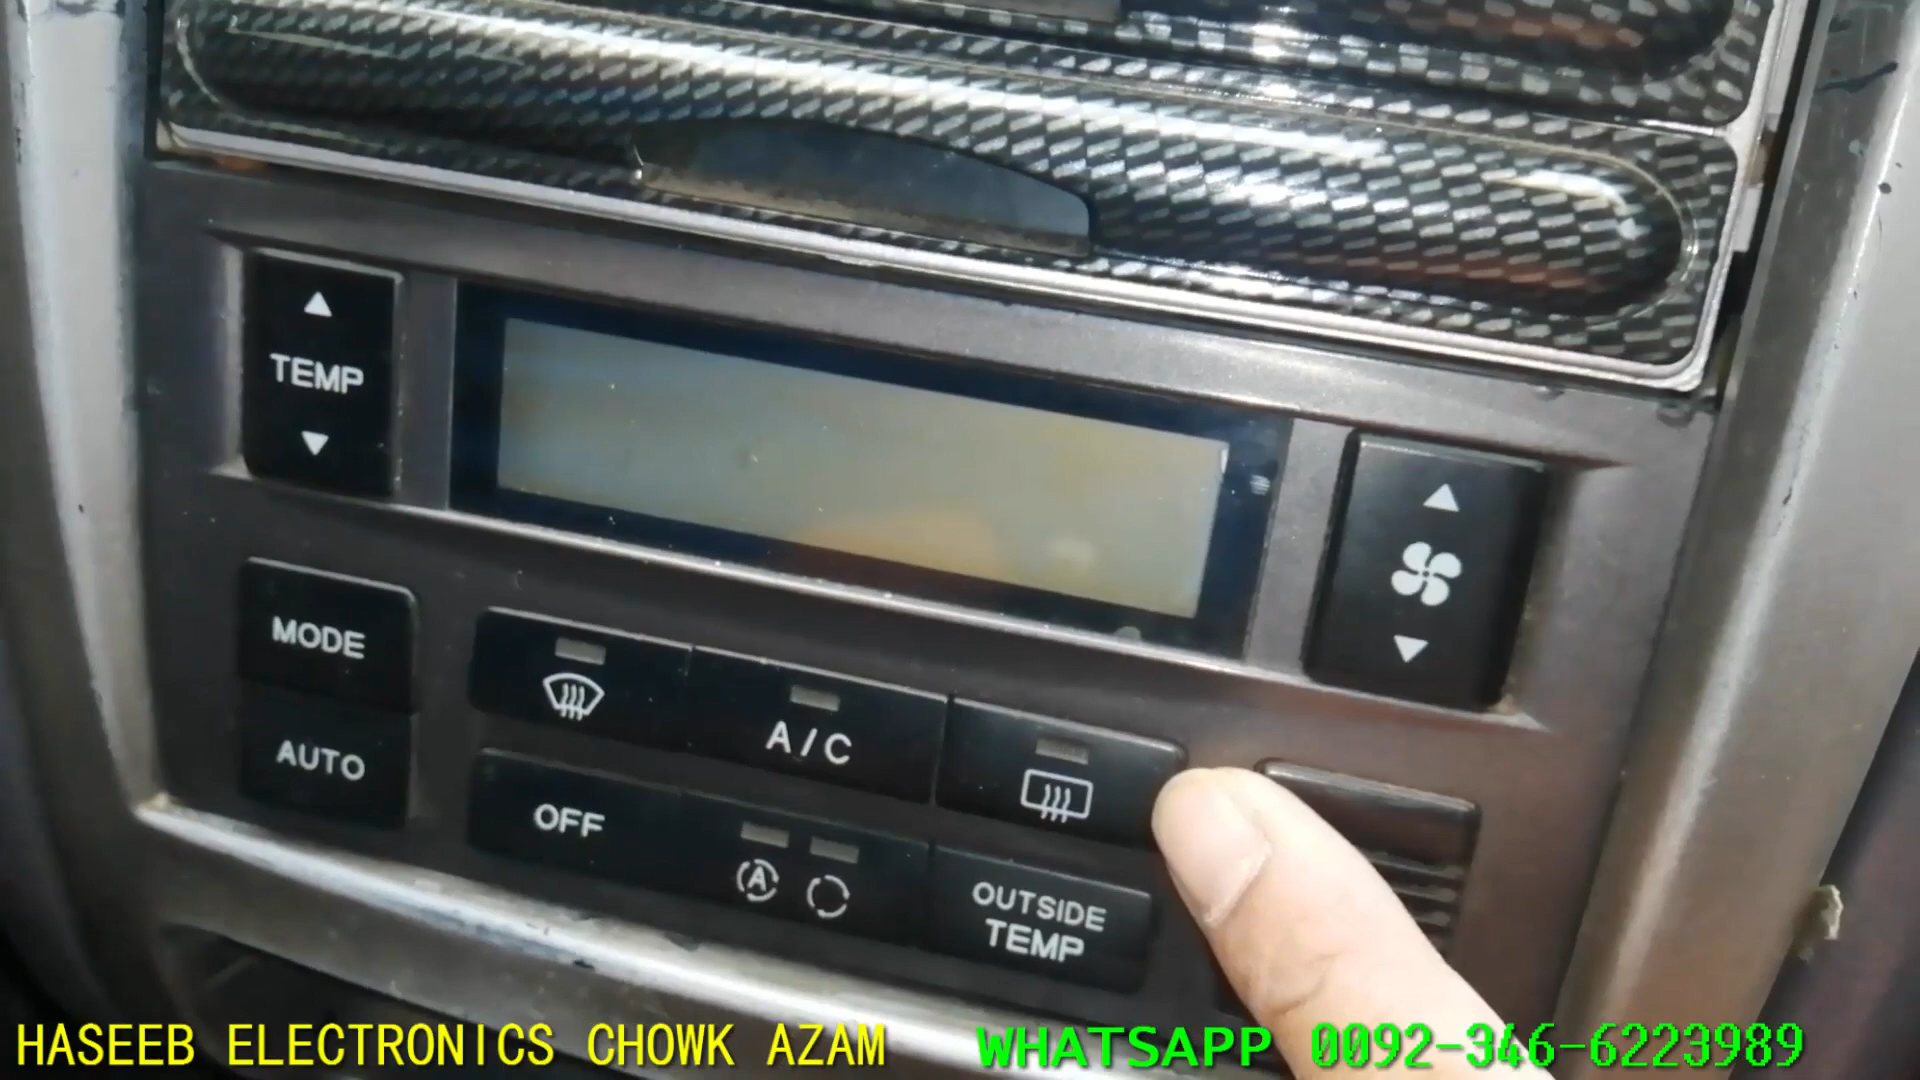 TEMP
MODE
AUTO
A/C
OFF
A
OUTSIDE
TEMP
HASEEB ELECTRONICS CHOWK AZAM
WHATSAPP 0092-346-6223989